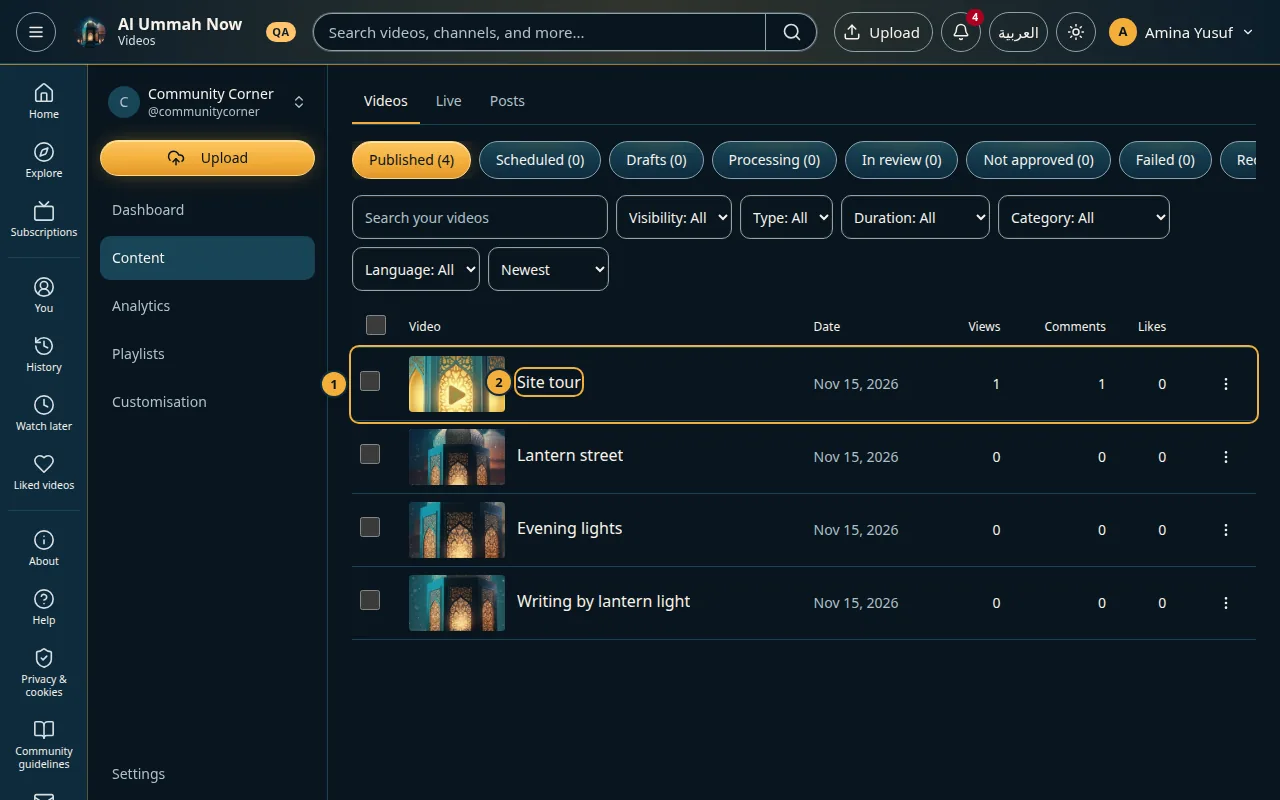 Al Ummah Now
Videos
QA
Search videos, channels, and more...
Upload
4
العربية
A
Amina Yusuf
Home
Explore
Subscriptions
You
History
Watch later
Liked videos
About
Help
Privacy &
cookies
Community
guidelines
C
Community Corner
@communitycorner
Upload
Dashboard
Content
Analytics
Playlists
Customisation
Settings
Videos
Live
Posts
Published (4)
Scheduled (0)
Drafts (0)
Processing (0)
In review (0)
Not approved (0)
Failed (0)
Search your videos
Visibility: All
Type: All
Duration: All
Category: All
Language: All
Newest
Video
Date
Views
Comments
Likes
1
2
Site tour
Nov 15, 2026
1
1
0
Lantern street
Nov 15, 2026
0
0
0
Evening lights
Nov 15, 2026
0
0
0
Writing by lantern light
Nov 15, 2026
0
0
0